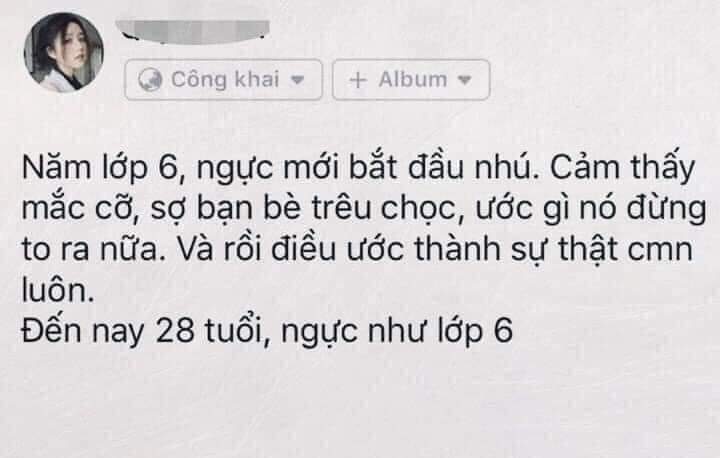 Công khai
+ Album
Năm lớp 6, ngực mới bắt đầu nhú. Cảm thấy
mắc cỡ, sợ bạn bè trêu chọc, ước gì nó đừng
to ra nữa. Và rồi điều ước thành sự thật cmn
luôn.
Đến nay 28 tuổi, ngực như lớp 6